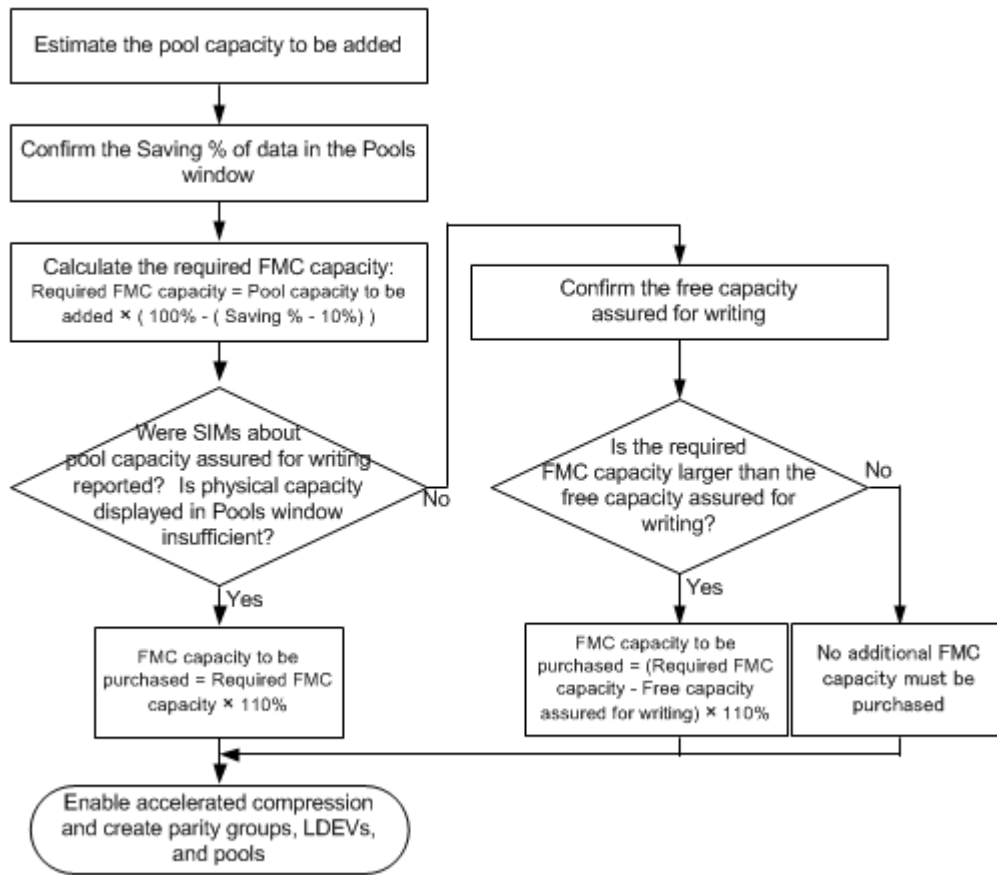 Estimate the pool capacity to be added
Confirm the Saving % of data in the Pools
window
Calculate the required FMC capacity:
Required FMC capacity = Pool capacity to be
added × ( 100% - ( Saving % - 10%) )
Were SIMs about
pool capacity assured for writing
reported? Is physical capacity
displayed in Pools window
insufficient?
No
Yes
FMC capacity to be
purchased = Required FMC
capacity × 110%
Confirm the free capacity
assured for writing
Is the required
FMC capacity larger than the
free capacity assured for
writing?
No
Yes
FMC capacity to be
purchased = (Required FMC
capacity - Free capacity
assured for writing) × 110%
No additional FMC
capacity must be
purchased
Enable accelerated compression
and create parity groups, LDEVs,
and pools